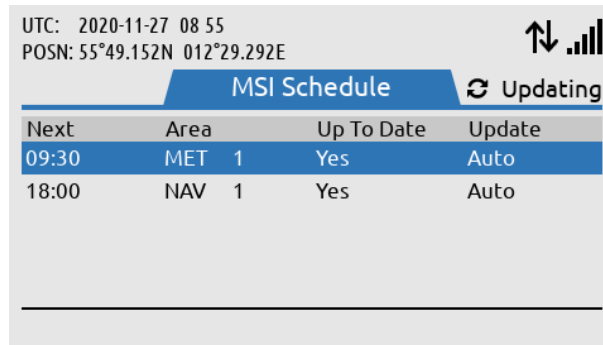 UTC: 2020-11-27 08 55
POSN: 55°49.152N 012°29.292E
MSI Schedule Updating
Next Area Up To Date Update
09:30 MET 1 Yes Auto
18:00 NAV 1 Yes Auto